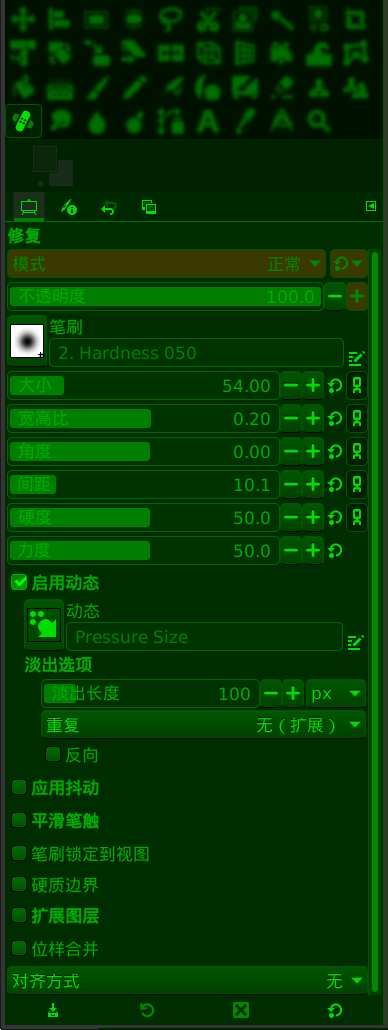 修复
模式 正常
不透明度 100.0
笔刷
2. Hardness 050
大小 54.00
宽高比 0.20
角度 0.00
间距 10.1
硬度 50.0
力度 50.0
启用动态
动态
Pressure Size
淡出选项
淡出长度 100 px
重复 无（扩展）
反向
应用抖动
平滑笔触
笔刷锁定到视图
硬质边界
扩展图层
位样合并
对齐方式 无